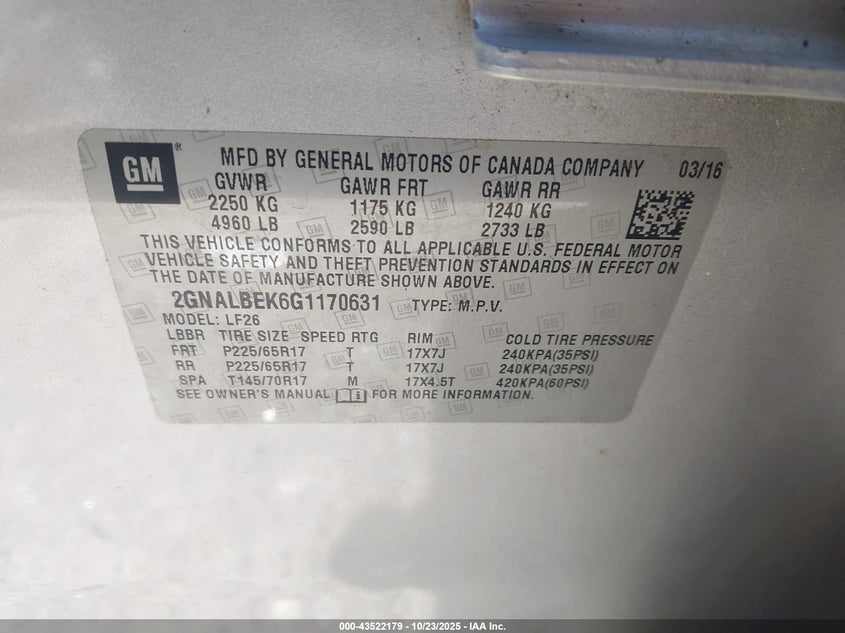 GM ® MFD BY GENERAL MOTORS OF CANADA COMPANY 03/16
GVWR GAWR FRT GAWR RR
2250 KG 1175 KG 1240 KG
4960 LB 2590 LB 2733 LB
THIS VEHICLE CONFORMS TO ALL APPLICABLE U.S. FEDERAL MOTOR
VEHICLE SAFETY AND THEFT PREVENTION STANDARDS IN EFFECT ON
THE DATE OF MANUFACTURE SHOWN ABOVE.
2GNALBEK6G1170631 TYPE: M.P.V.
MODEL: LF26
LBBR TIRE SIZE SPEED RTG RIM COLD TIRE PRESSURE
FRT P225/65R17 T 17X7J 240KPA(35PSI)
RR P225/65R17 T 17X7J 240KPA(35PSI)
SPA T145/70R17 M 17X4.5T 420KPA(60PSI)
SEE OWNER'S MANUAL i FOR MORE INFORMATION.
000-43522179 - 10/23/2025 - IAA Inc.